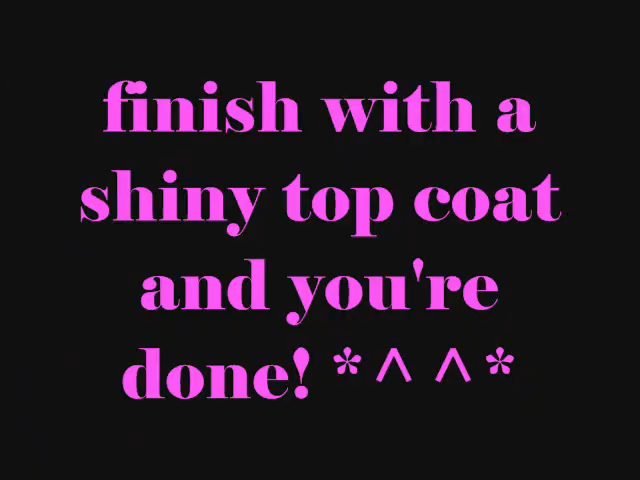 finish with a
shiny top coat
and you're
done! *^ ^*